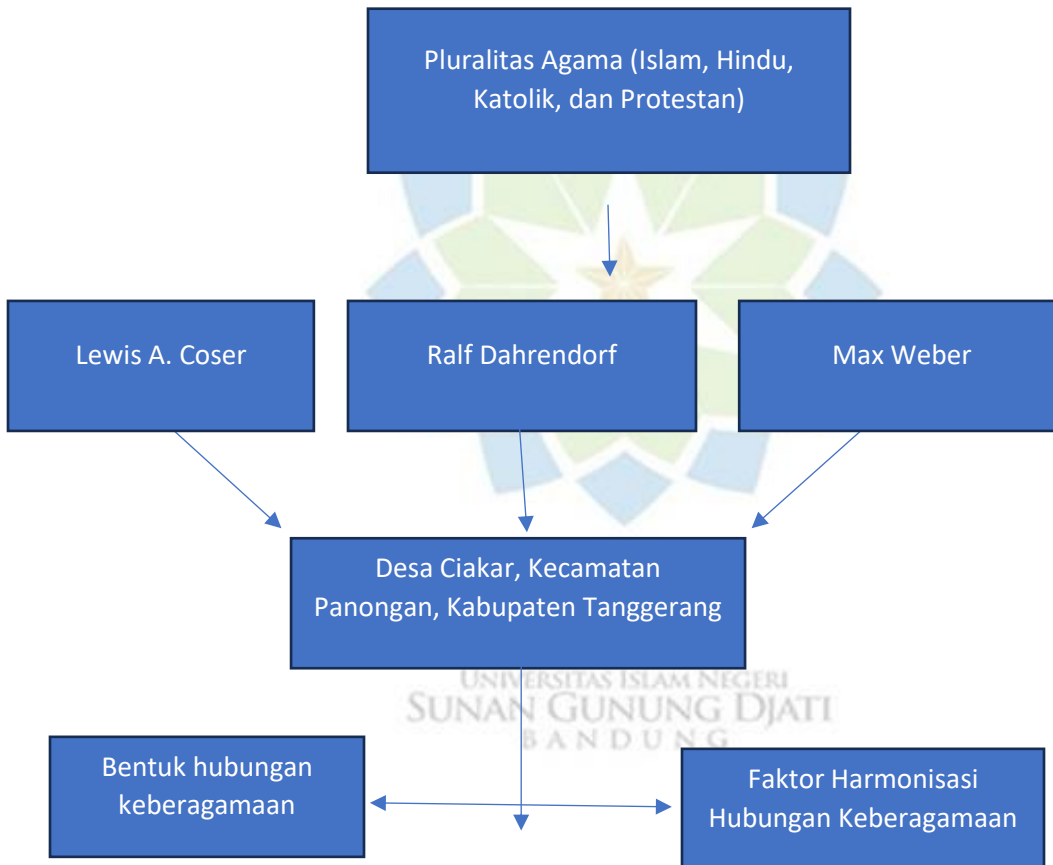 Pluralitas Agama (Islam, Hindu,
Katolik, dan Protestan)
Lewis A. Coser
Ralf Dahrendorf
Max Weber
Desa Ciakar, Kecamatan
Panongan, Kabupaten Tanggerang
UNIVERSITAS ISLAM NEGERI
SUNAN GUNUNG DJATI
BANDUNG
Bentuk hubungan
keberagamaan
Faktor Harmonisasi
Hubungan Keberagamaan